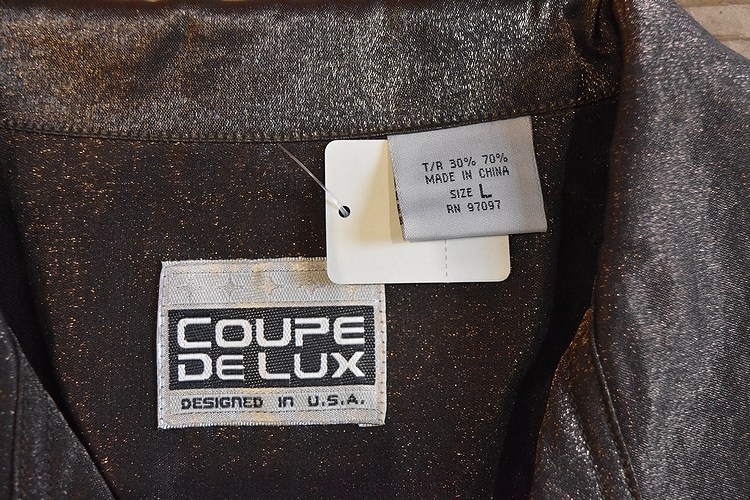 T/R 30% 70%
MADE IN CHINA
SIZE L
RN 97097
COUPE
DE LUX
DESIGNED IN U.S.A.